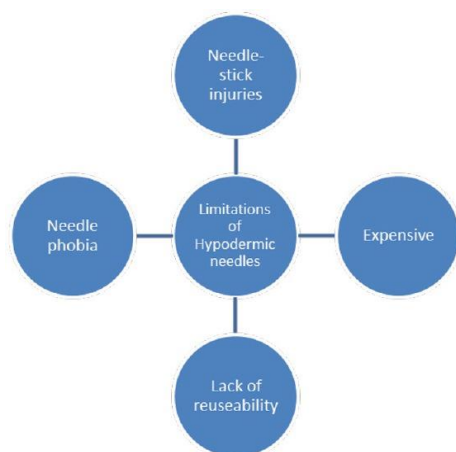 Needle-
stick
injuries
Needle
phobia
Limitations
of
Hypodermic
needles
Expensive
Lack of
reuseability